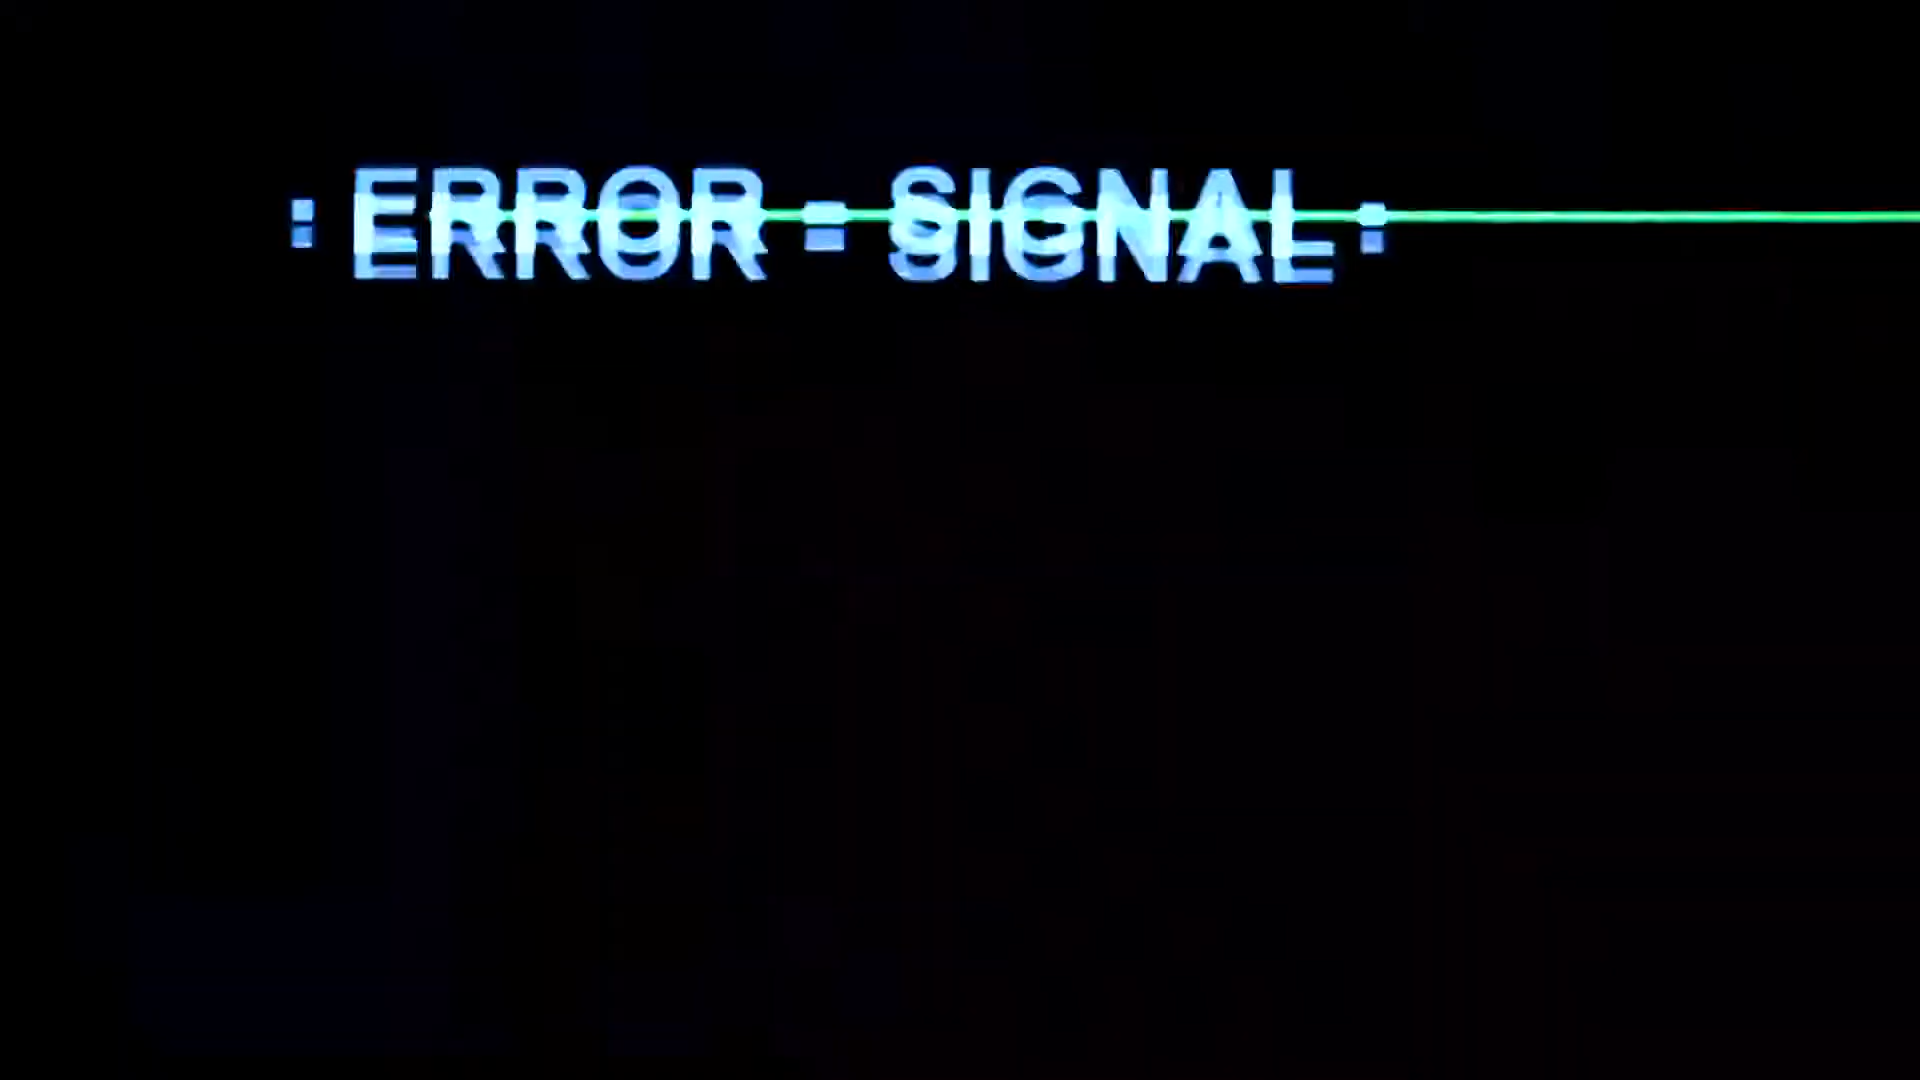 · ERROR - SIGNAL ·